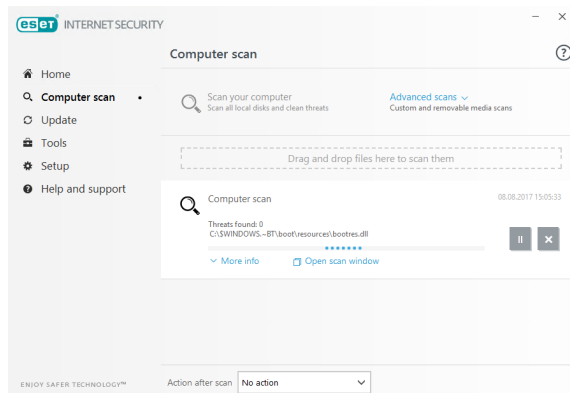 eset INTERNET SECURITY
Computer scan
?
Home
Computer scan
Update
Tools
Setup
Help and support
Scan your computer
Scan all local disks and clean threats
Advanced scans
Custom and removable media scans
Drag and drop files here to scan them
Computer scan
08.08.2017 15:05:33
Threats found: 0
C:\$WINDOWS.~BT\boot\resources\bootres.dll
More info
Open scan window
ENJOY SAFER TECHNOLOGY™
Action after scan
No action